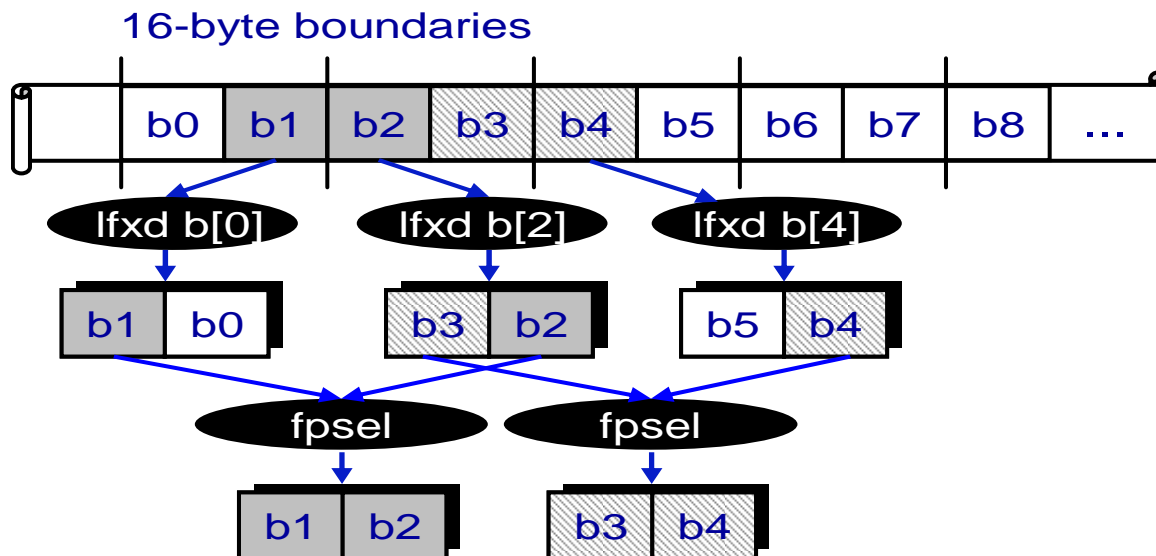 16-byte boundaries
b0 b1 b2 b3 b4 b5 b6 b7 b8 ...
lfxd b[0] lfxd b[2] lfxd b[4]
b1 b0 b3 b2 b5 b4
fpsel fpsel
b1 b2 b3 b4